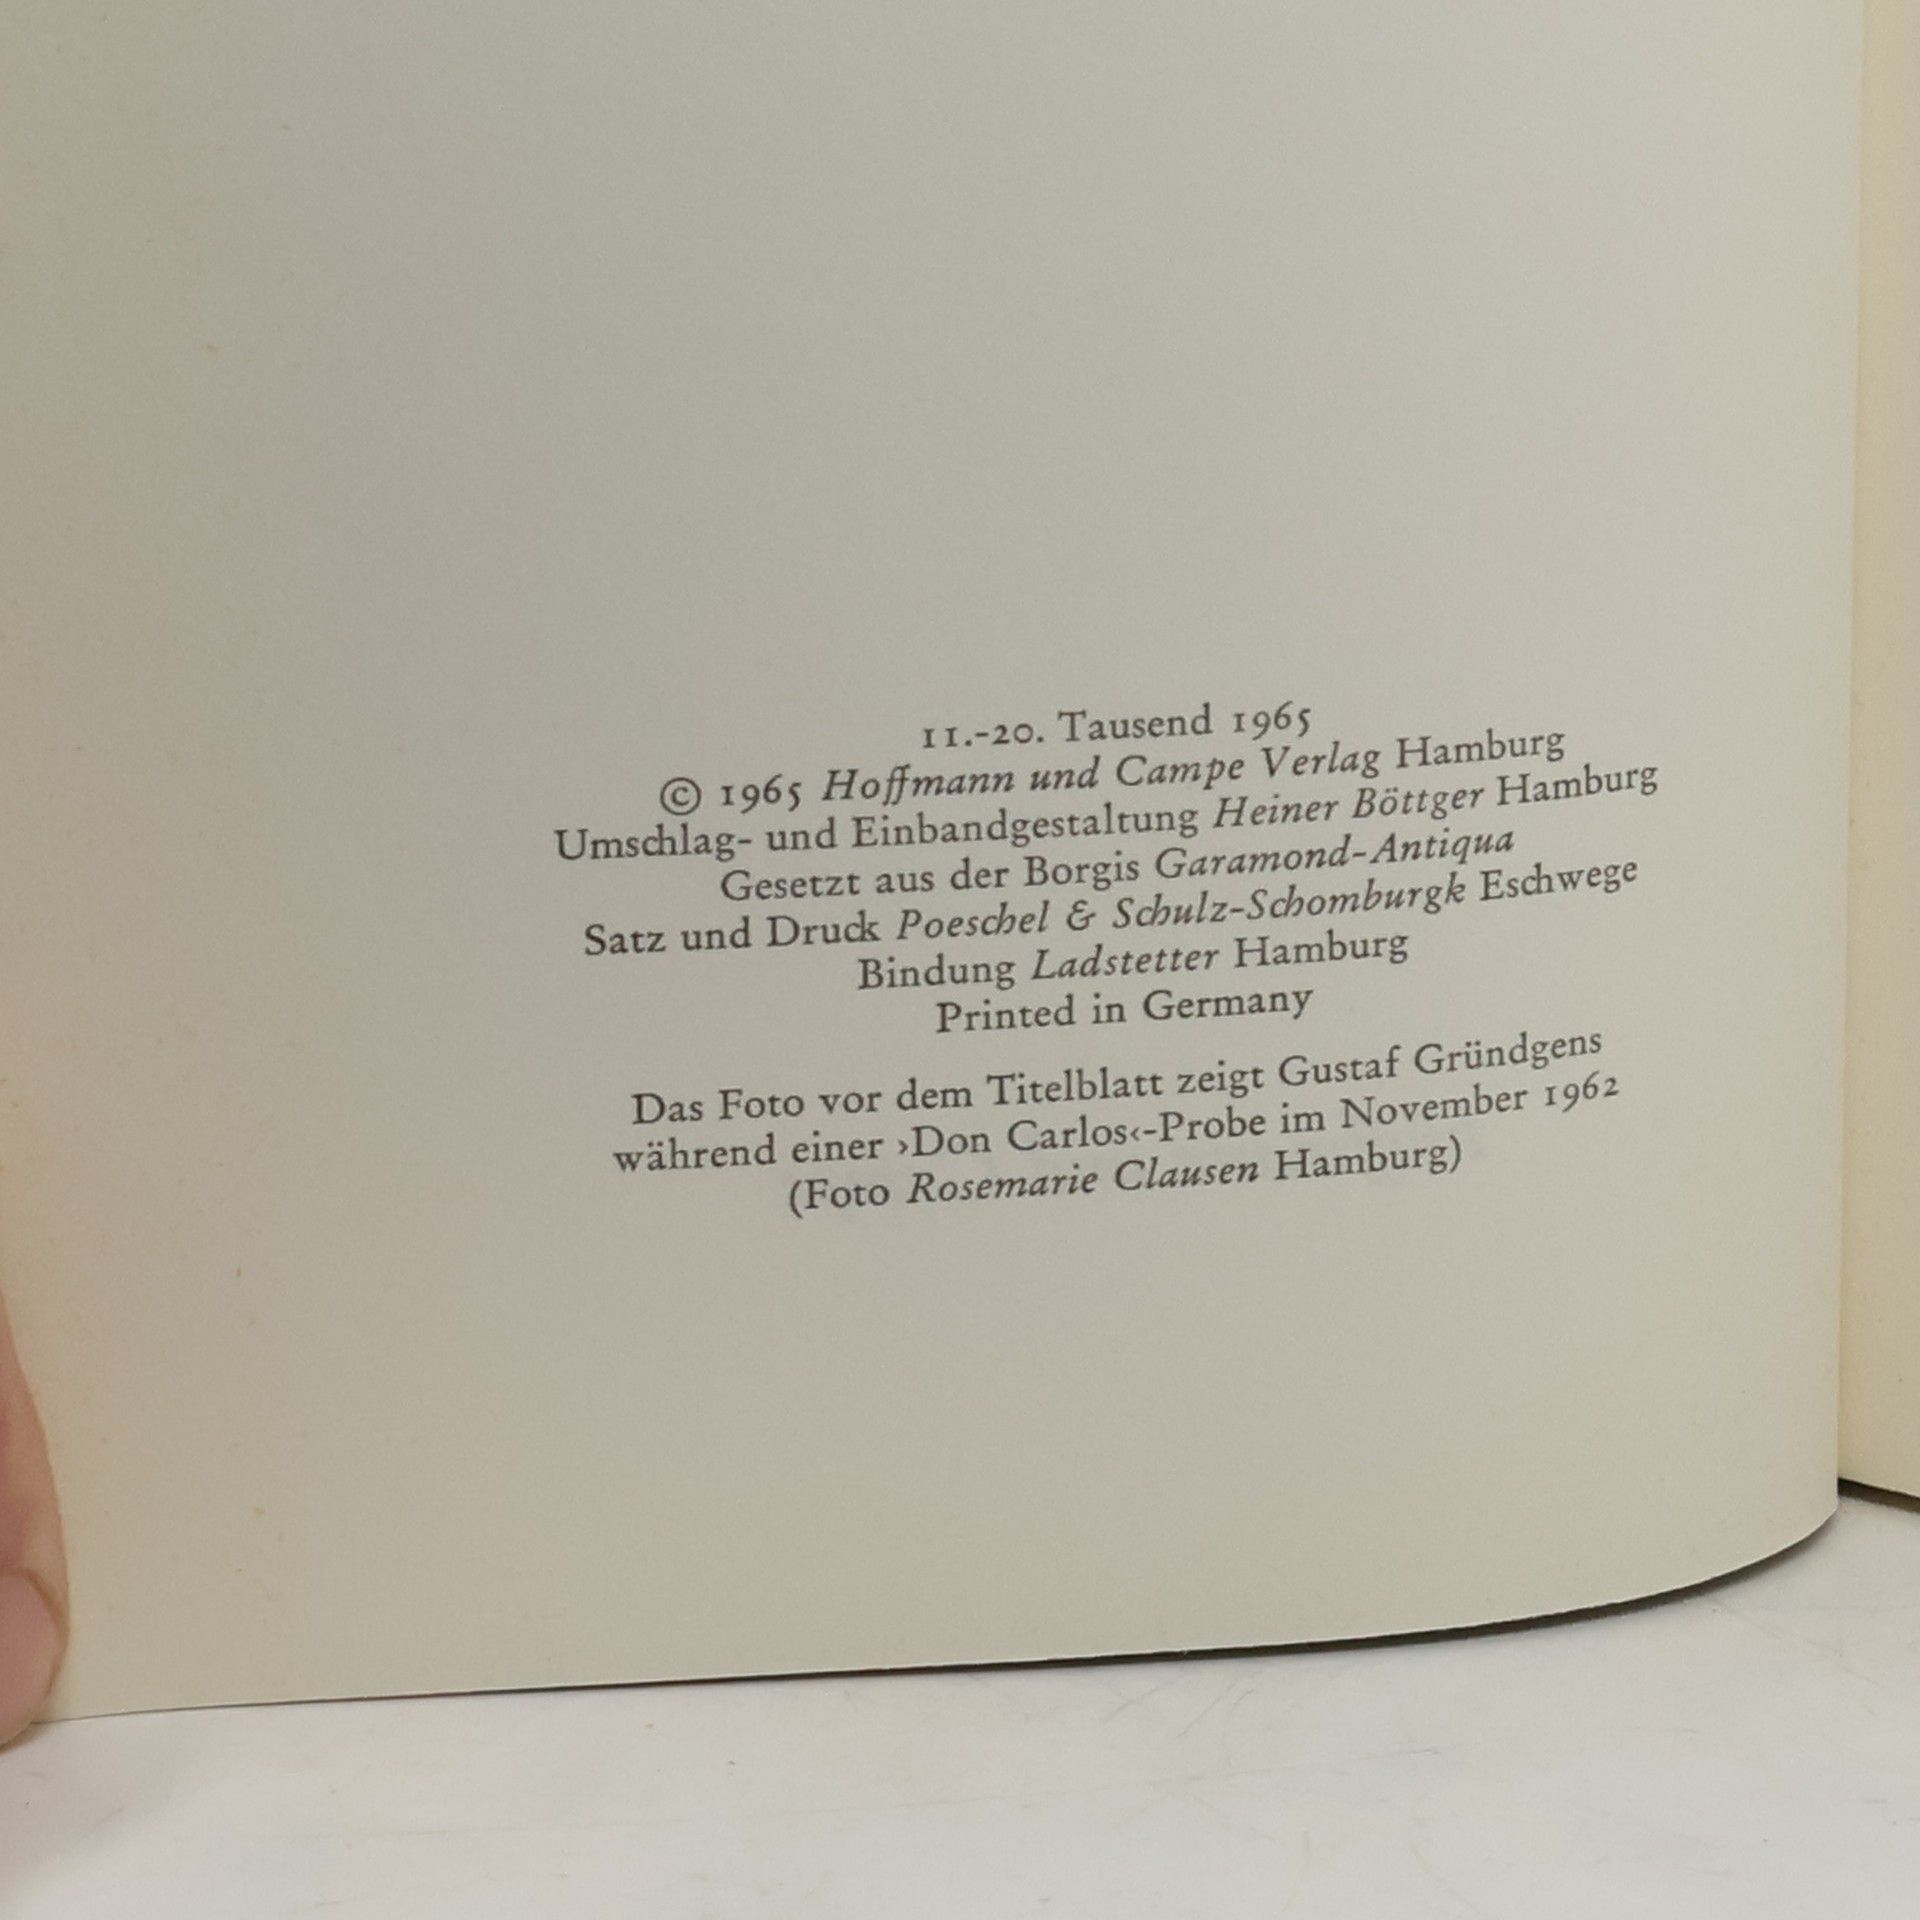 11.-20. Tausend 1965
© 1965 Hoffmann und Campe Verlag Hamburg
Umschlag- und Einbandgestaltung Heiner Böttger Hamburg
Gesetzt aus der Borgis Garamond-Antiqua
Satz und Druck Poeschel & Schulz-Schomburgk Eschwege
Bindung Ladstetter Hamburg
Printed in Germany
Das Foto vor dem Titelblatt zeigt Gustaf Gründgens
während einer ›Don Carlos‹-Probe im November 1962
(Foto Rosemarie Clausen Hamburg)